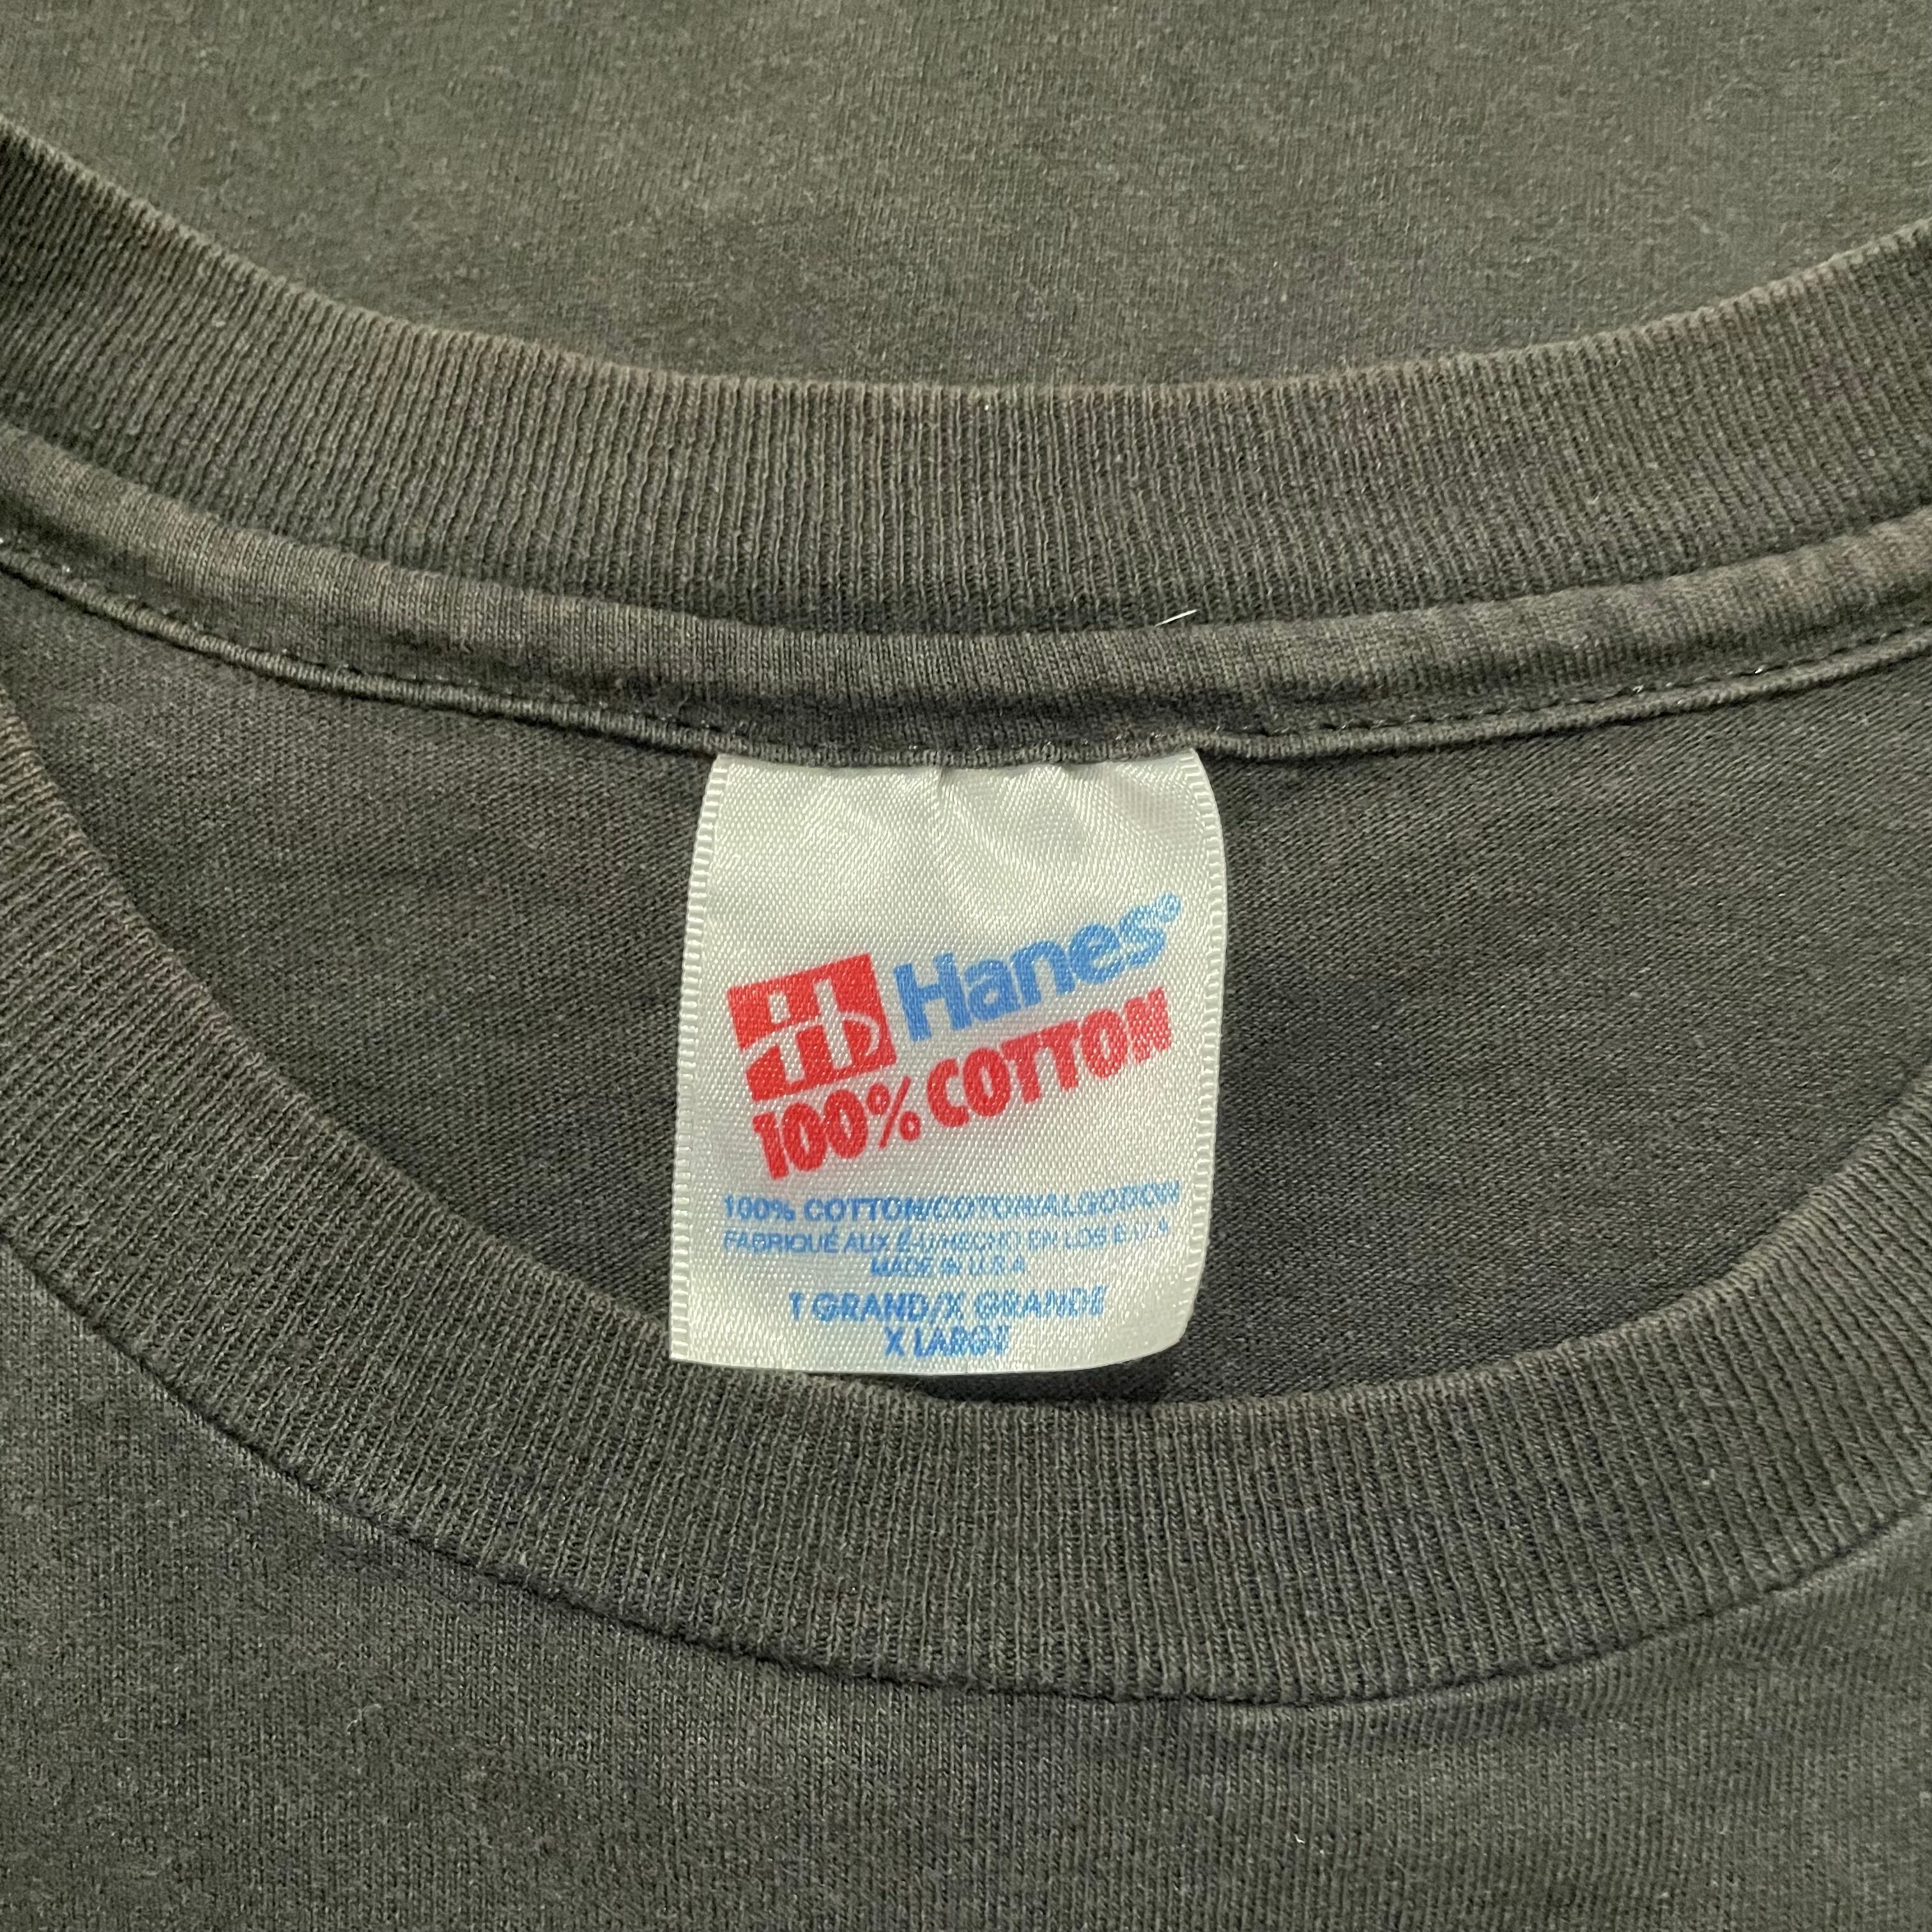 Hanes®
100% COTTON
100% COTTON/COTON/ALGODON
FABRIQUÉ AUX É-U/HECHO EN LOS E.U.A
MADE IN U.S.A
T GRAND/X GRANDE
X LARGE